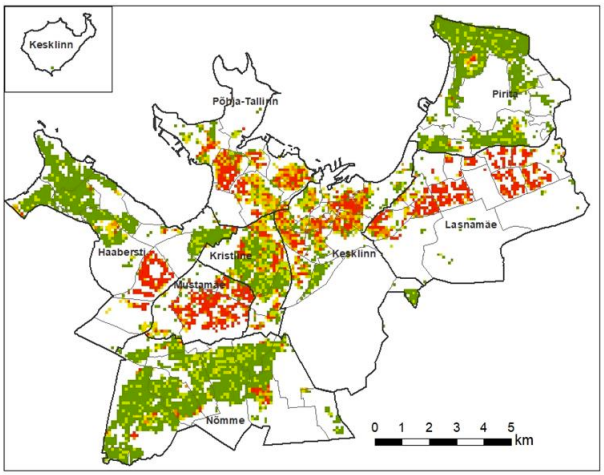 Kesklinn
Põhja-Tallinn
Pirita
Lasnamäe
Haabersti
Kristiine
Kesklinn
Mustamäe
Nõmme
0 1 2 3 4 5
km